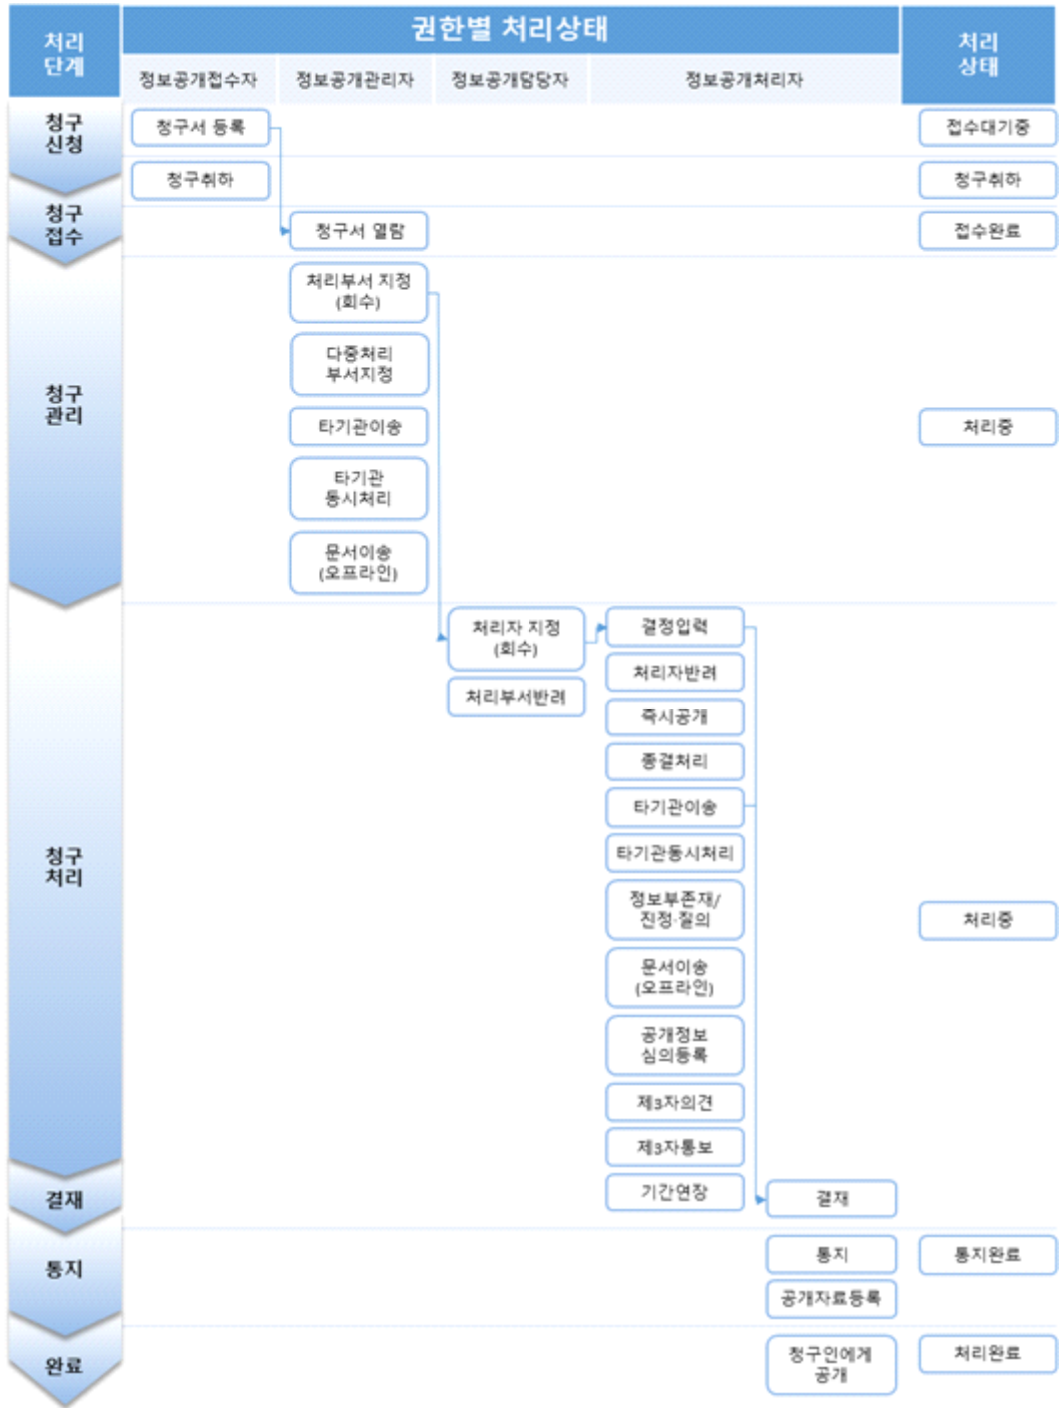 처리
단계
권한별 처리상태
처리
상태
정보공개접수자
정보공개관리자
정보공개담당자
정보공개처리자
청구
신청
청구서 등록
접수대기중
청구취하
청구취하
청구
접수
청구서 열람
접수완료
청구
관리
처리부서 지정
(회수)
다중처리
부서지정
타기관이송
처리중
타기관
동시처리
문서이송
(오프라인)
청구
처리
처리자 지정
(회수)
처리부서반려
결정입력
처리자반려
즉시공개
종결처리
타기관이송
타기관동시처리
정보부존재/
진정·질의
처리중
문서이송
(오프라인)
공개정보
심의등록
제3자의견
제3자통보
기간연장
결재
결재
통지
통지
통지완료
공개자료등록
완료
청구인에게
공개
처리완료